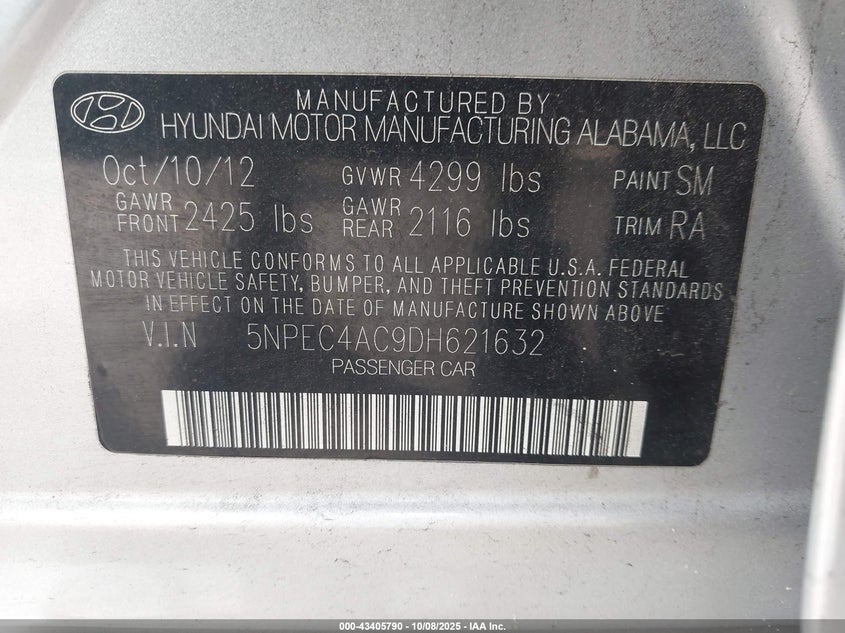 MANUFACTURED BY
HYUNDAI MOTOR MANUFACTURING ALABAMA, LLC
Oct/10/12 GVWR 4299 lbs PAINT SM
GAWR FRONT 2425 lbs GAWR REAR 2116 lbs TRIM RA
THIS VEHICLE CONFORMS TO ALL APPLICABLE U.S.A. FEDERAL
MOTOR VEHICLE SAFETY, BUMPER, AND THEFT PREVENTION STANDARDS
IN EFFECT ON THE DATE OF MANUFACTURE SHOWN ABOVE
V.I.N 5NPEC4AC9DH621632
PASSENGER CAR
000-43405790 - 10/08/2025 - IAA Inc.